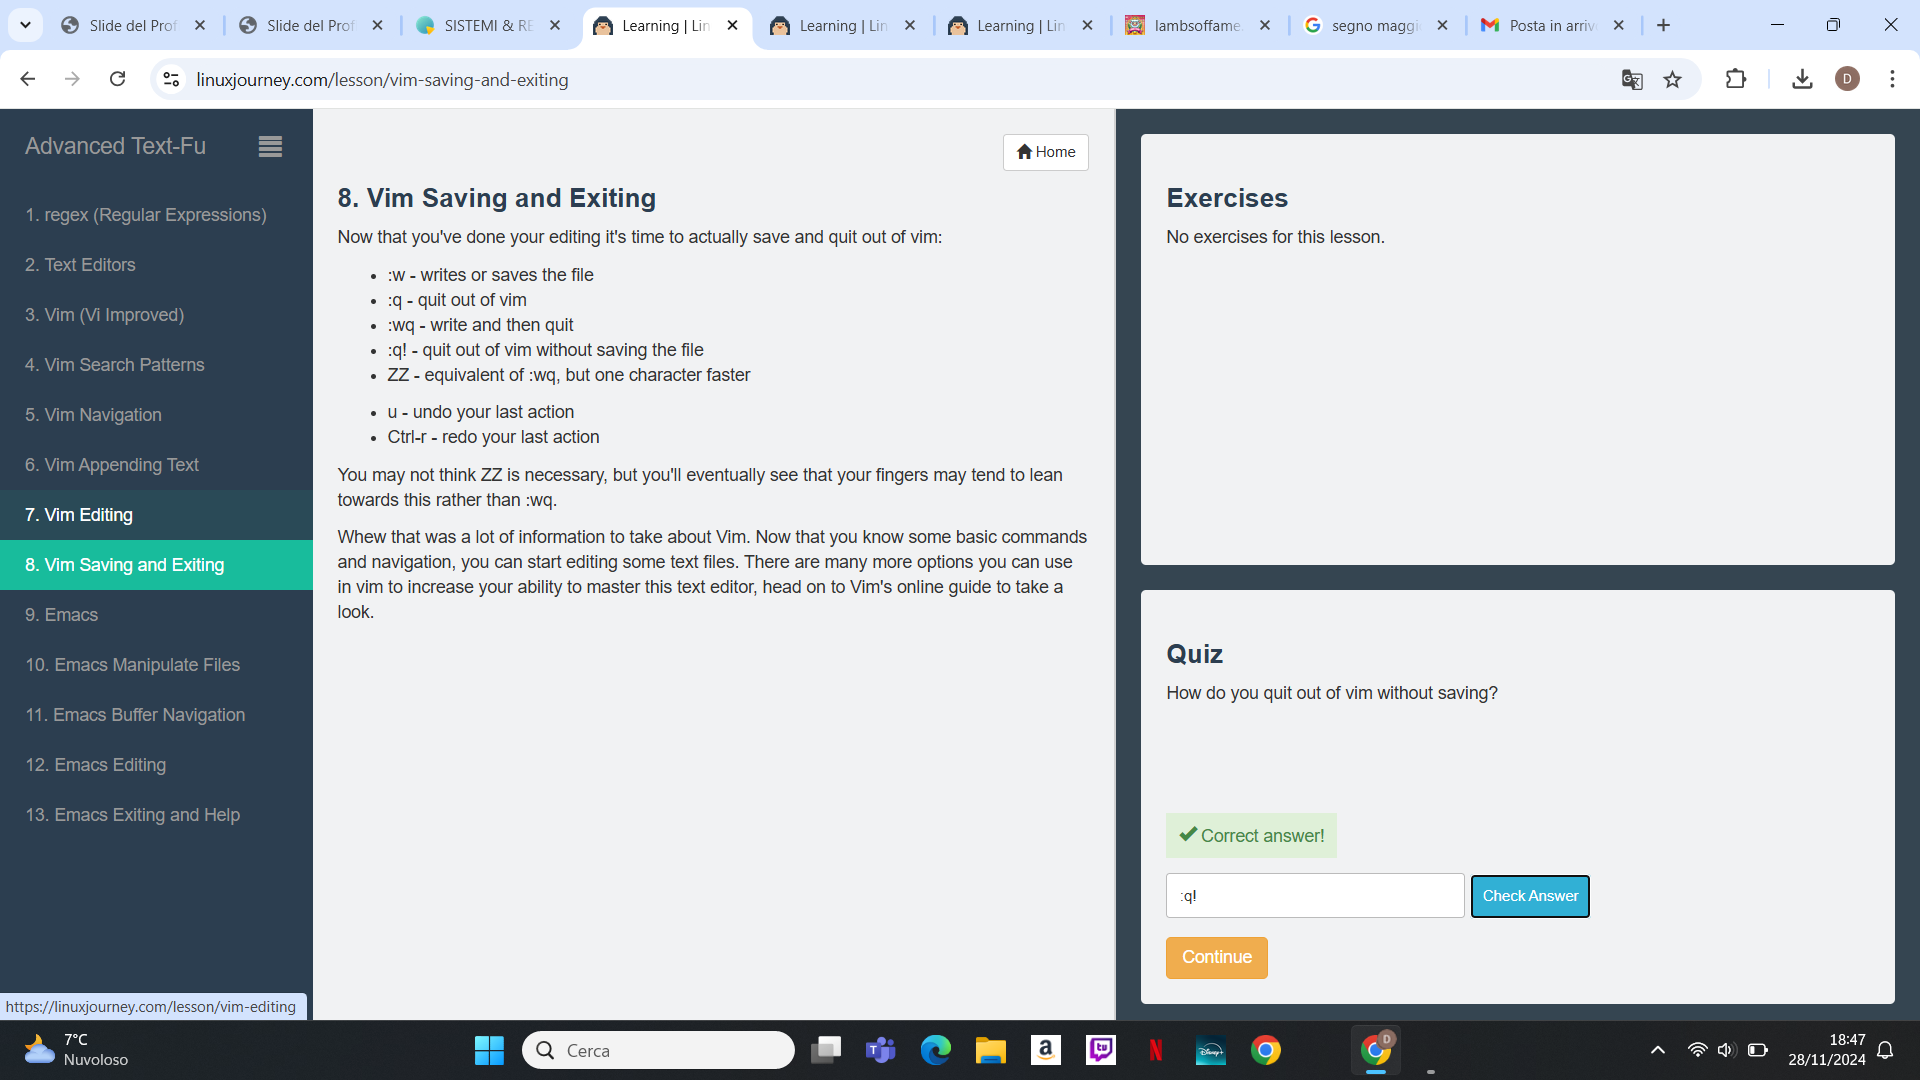 Slide del Prof
Slide del Prof
SISTEMI & RE
Learning | Lin
Learning | Lin
Learning | Lin
lambsoffame.
segno maggi
Posta in arriv
linuxjourney.com/lesson/vim-saving-and-exiting
D
Advanced Text-Fu
1. regex (Regular Expressions)
2. Text Editors
3. Vim (Vi Improved)
4. Vim Search Patterns
5. Vim Navigation
6. Vim Appending Text
7. Vim Editing
8. Vim Saving and Exiting
9. Emacs
10. Emacs Manipulate Files
11. Emacs Buffer Navigation
12. Emacs Editing
13. Emacs Exiting and Help
https://linuxjourney.com/lesson/vim-editing
Home
8. Vim Saving and Exiting
Now that you've done your editing it's time to actually save and quit out of vim:
• :w - writes or saves the file
• :q - quit out of vim
• :wq - write and then quit
• :q! - quit out of vim without saving the file
• ZZ - equivalent of :wq, but one character faster
• u - undo your last action
• Ctrl-r - redo your last action
You may not think ZZ is necessary, but you'll eventually see that your fingers may tend to lean
towards this rather than :wq.
Whew that was a lot of information to take about Vim. Now that you know some basic commands
and navigation, you can start editing some text files. There are many more options you can use
in vim to increase your ability to master this text editor, head on to Vim's online guide to take a
look.
Exercises
No exercises for this lesson.
Quiz
How do you quit out of vim without saving?
Correct answer!
:q!
Check Answer
Continue
7°C
Nuvoloso
Cerca
18:47
28/11/2024